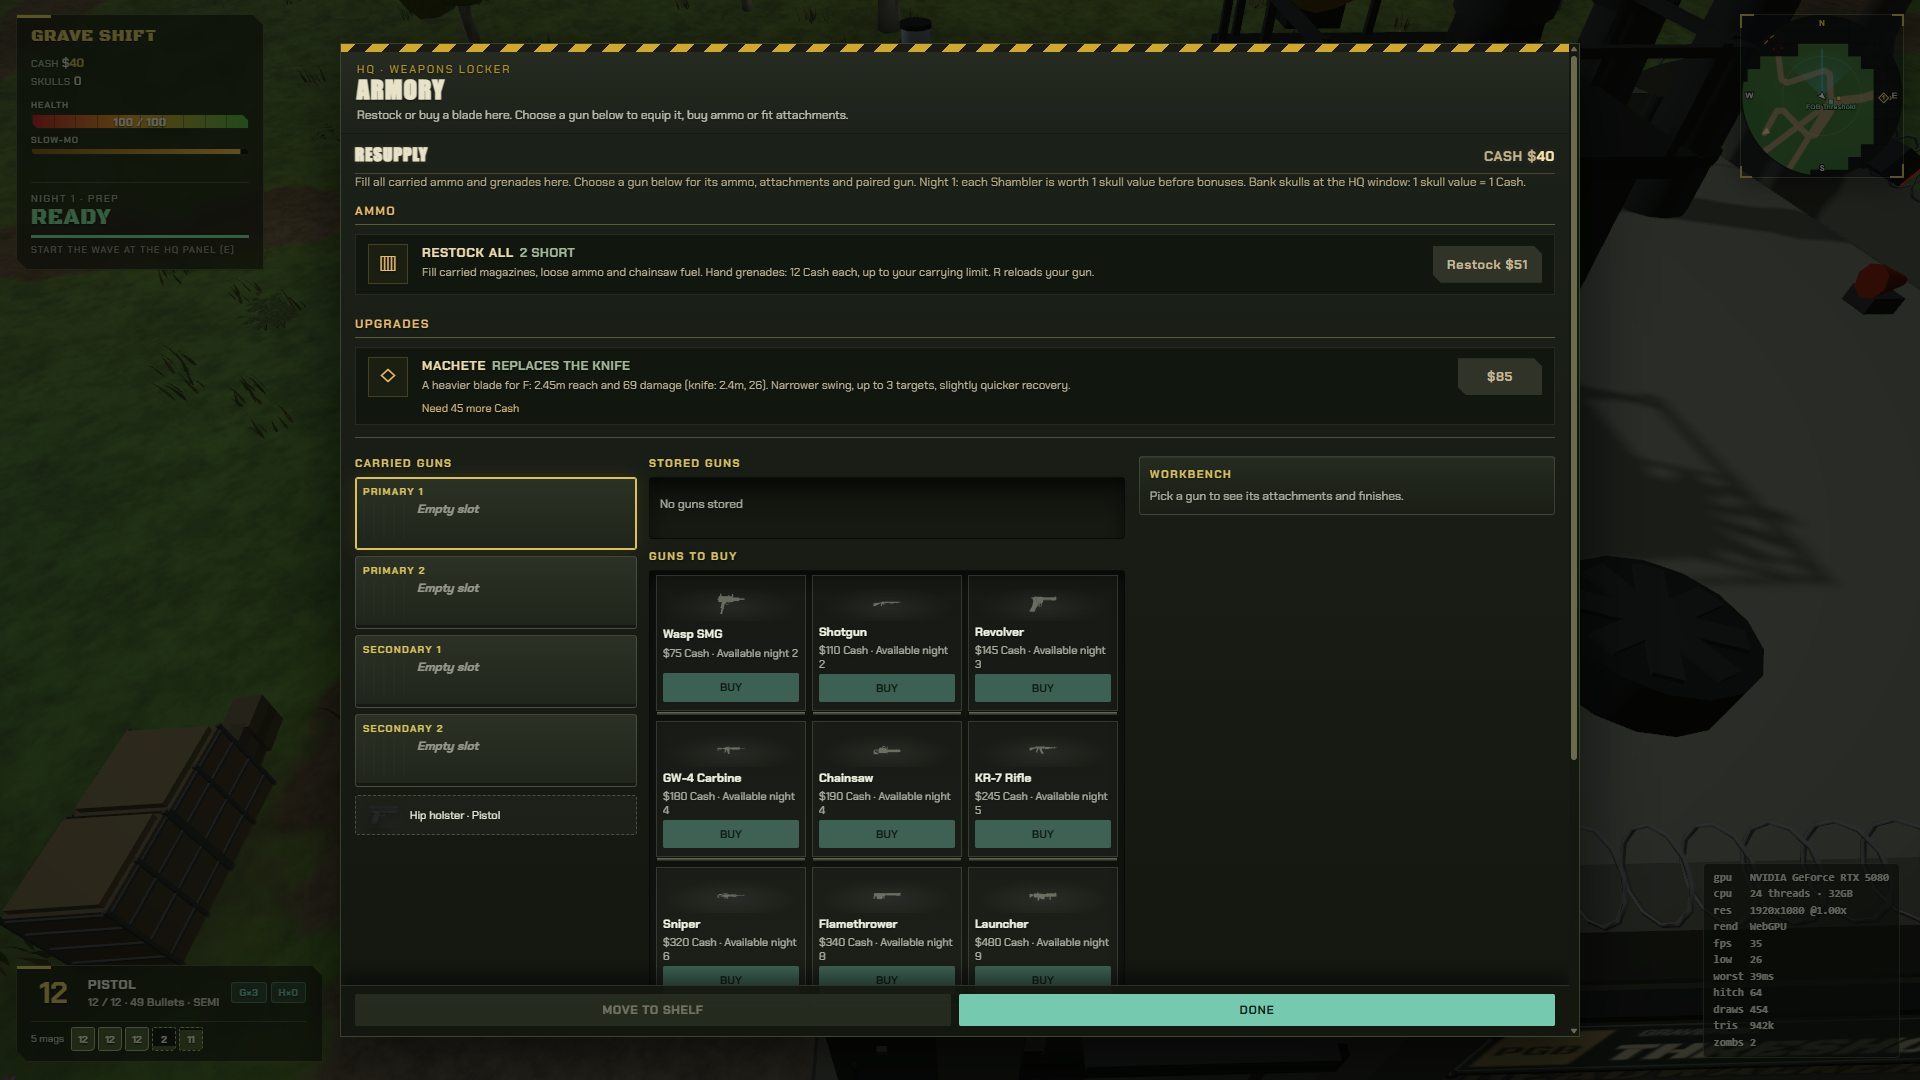 GRAVE SHIFT
CASH $40
SKULLS 0
HEALTH
100 / 100
SLOW-MO
NIGHT 1 - PREP
READY
START THE WAVE AT THE HQ PANEL [E]
HQ - WEAPONS LOCKER
ARMORY
Restock or buy a blade here. Choose a gun below to equip it, buy ammo or fit attachments.
RESUPPLY
CASH $40
Fill all carried ammo and grenades here. Choose a gun below for its ammo, attachments and paired gun. Night 1: each Shambler is worth 1 skull value before bonuses. Bank skulls at the HQ window: 1 skull value = 1 Cash.
AMMO
RESTOCK ALL 2 SHORT
Fill carried magazines, loose ammo and chainsaw fuel. Hand grenades: 12 Cash each, up to your carrying limit. R reloads your gun.
Restock $51
UPGRADES
MACHETE REPLACES THE KNIFE
A heavier blade for F: 2.45m reach and 69 damage (knife: 2.4m, 26). Narrower swing, up to 3 targets, slightly quicker recovery.
Need 45 more Cash
$85
CARRIED GUNS
PRIMARY 1
Empty slot
PRIMARY 2
Empty slot
SECONDARY 1
Empty slot
SECONDARY 2
Empty slot
Hip holster · Pistol
STORED GUNS
No guns stored
GUNS TO BUY
Wasp SMG
$75 Cash · Available night 2
BUY
Shotgun
$110 Cash · Available night
2
BUY
Revolver
$145 Cash · Available night
3
BUY
GW-4 Carbine
$180 Cash · Available night
4
BUY
Chainsaw
$190 Cash · Available night
4
BUY
KR-7 Rifle
$245 Cash · Available night
5
BUY
Sniper
$320 Cash · Available night
6
BUY
Flamethrower
$340 Cash · Available night
8
BUY
Launcher
$480 Cash · Available night
9
BUY
WORKBENCH
Pick a gun to see its attachments and finishes.
MOVE TO SHELF
DONE
N
W
E
S
FOB Threshold
12
PISTOL
12 / 12 · 49 Bullets · SEMI
G×3
H×0
5 mags 12 12 12 2 11
gpu NVIDIA GeForce RTX 5080
cpu 24 threads · 32GB
res 1920x1080 @1.00x
rend WebGPU
fps 35
low 26
worst 39ms
hitch 64
draws 454
tris 942k
zombs 2